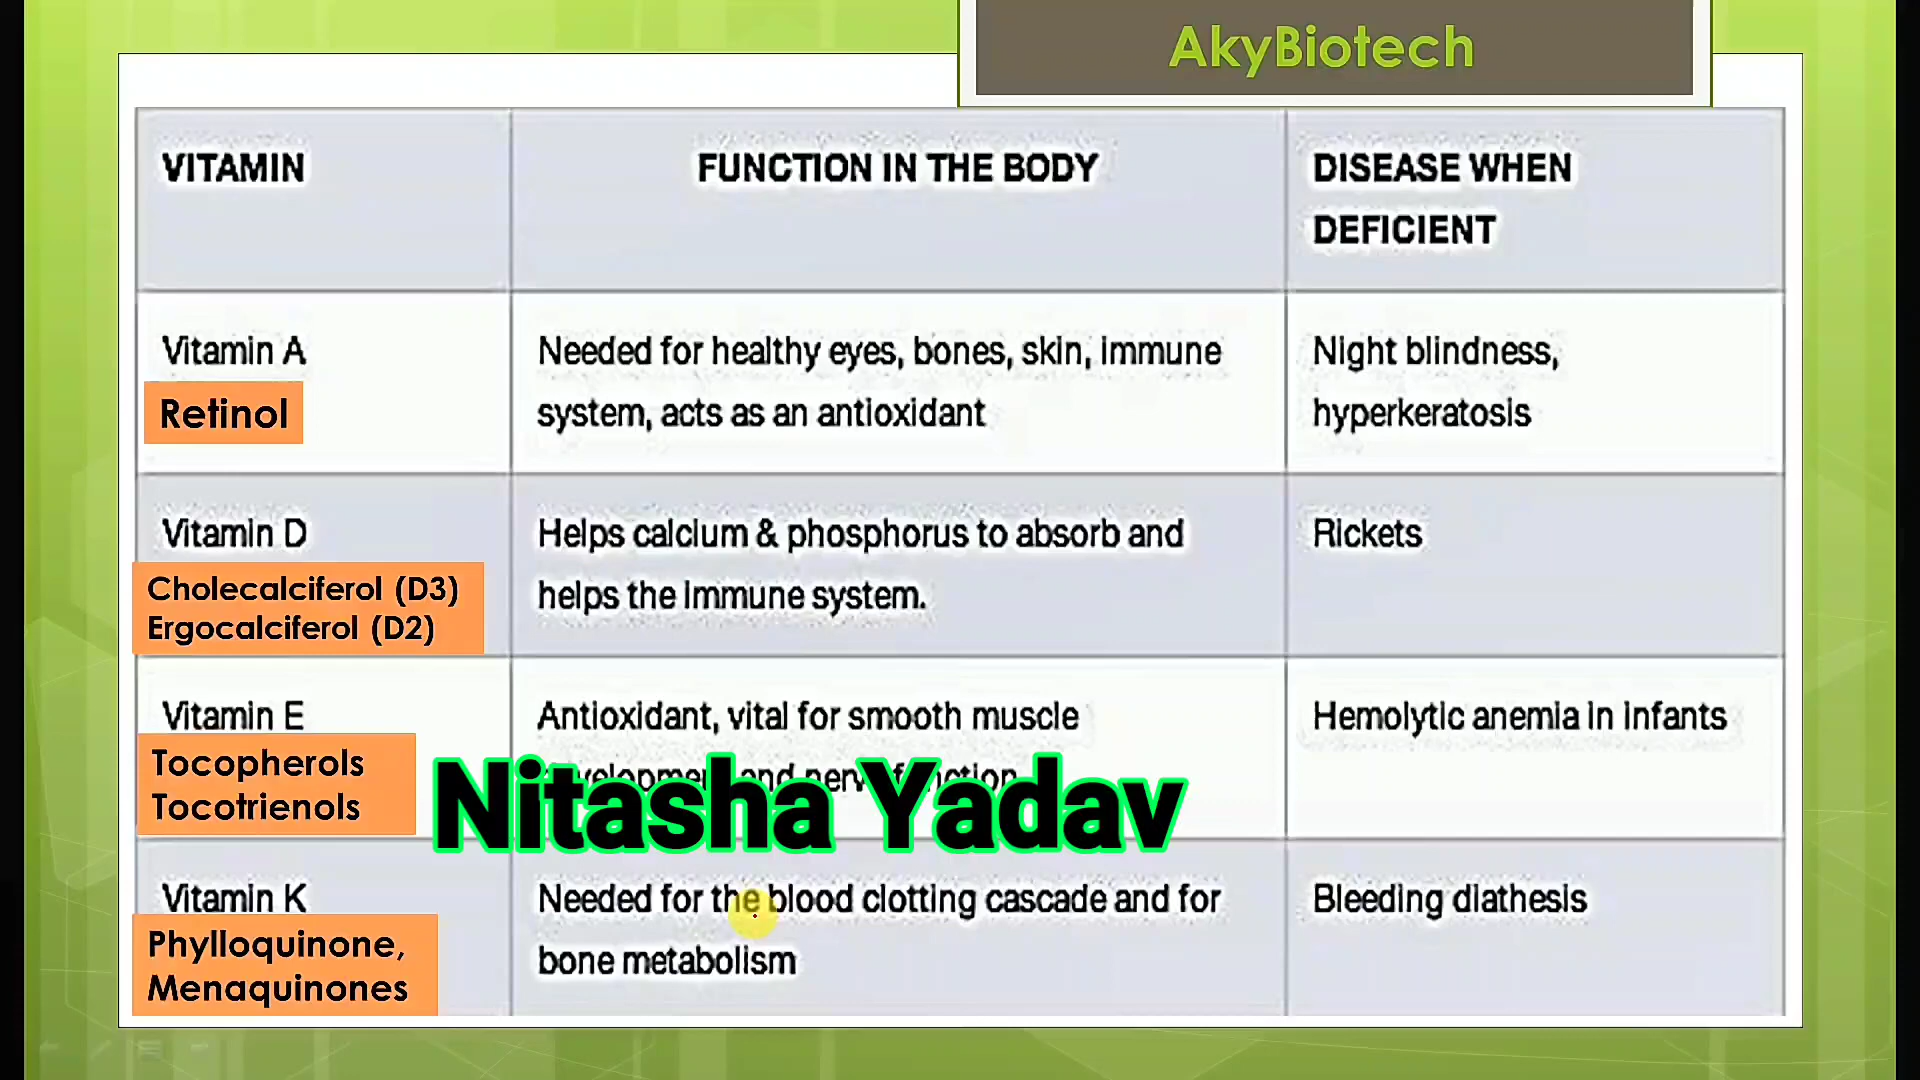 AkyBiotech
VITAMIN
FUNCTION IN THE BODY
DISEASE WHEN
DEFICIENT
Vitamin A
Retinol
Needed for healthy eyes, bones, skin, immune
system, acts as an antioxidant
Night blindness,
hyperkeratosis
Vitamin D
Cholecalciferol (D3)
Ergocalciferol (D2)
Helps calcium & phosphorus to absorb and
helps the immune system.
Rickets
Vitamin E
Tocopherols
Tocotrienols
Antioxidant, vital for smooth muscle
and
Hemolytic anemia in infants
Nitasha Yadav
Vitamin K
Phylloquinone,
Menaquinones
Needed for the blood clotting cascade and for
bone metabolism
Bleeding diathesis